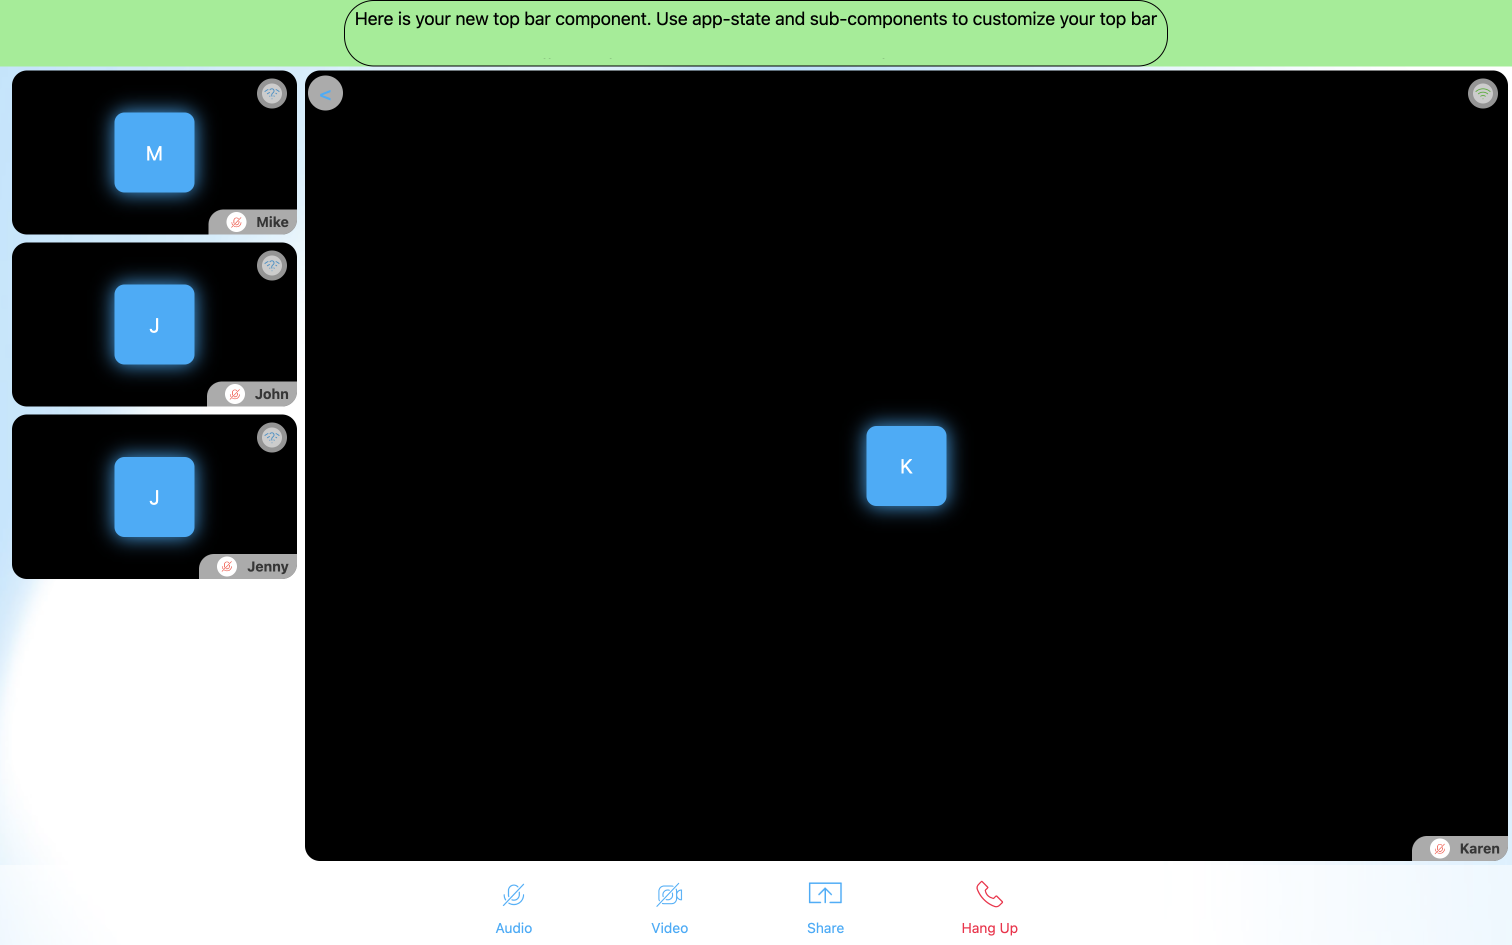 Here is your new top bar component. Use app-state and sub-components to customize your top bar
M
Mike
J
John
J
Jenny
<
K
Karen
Audio
Video
Share
Hang Up